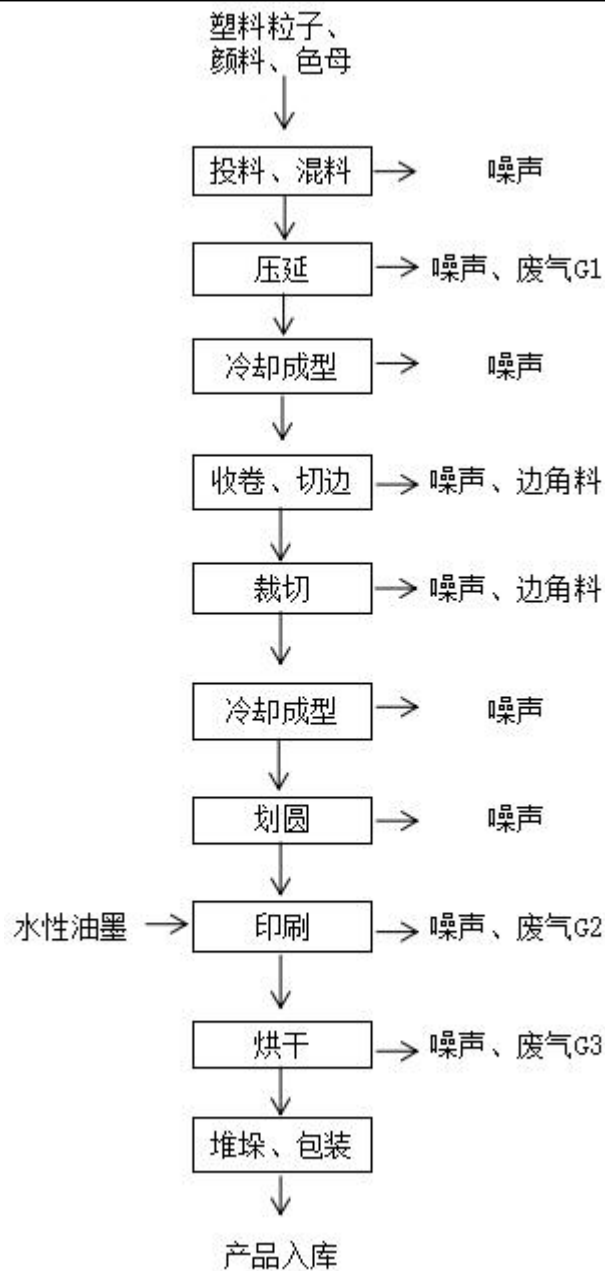 塑料粒子、
颜料、色母
投料、混料 噪声
压延 噪声、废气G1
冷却成型 噪声
收卷、切边 噪声、边角料
裁切 噪声、边角料
冷却成型 噪声
划圆 噪声
水性油墨 印刷 噪声、废气G2
烘干 噪声、废气G3
堆垛、包装
产品入库